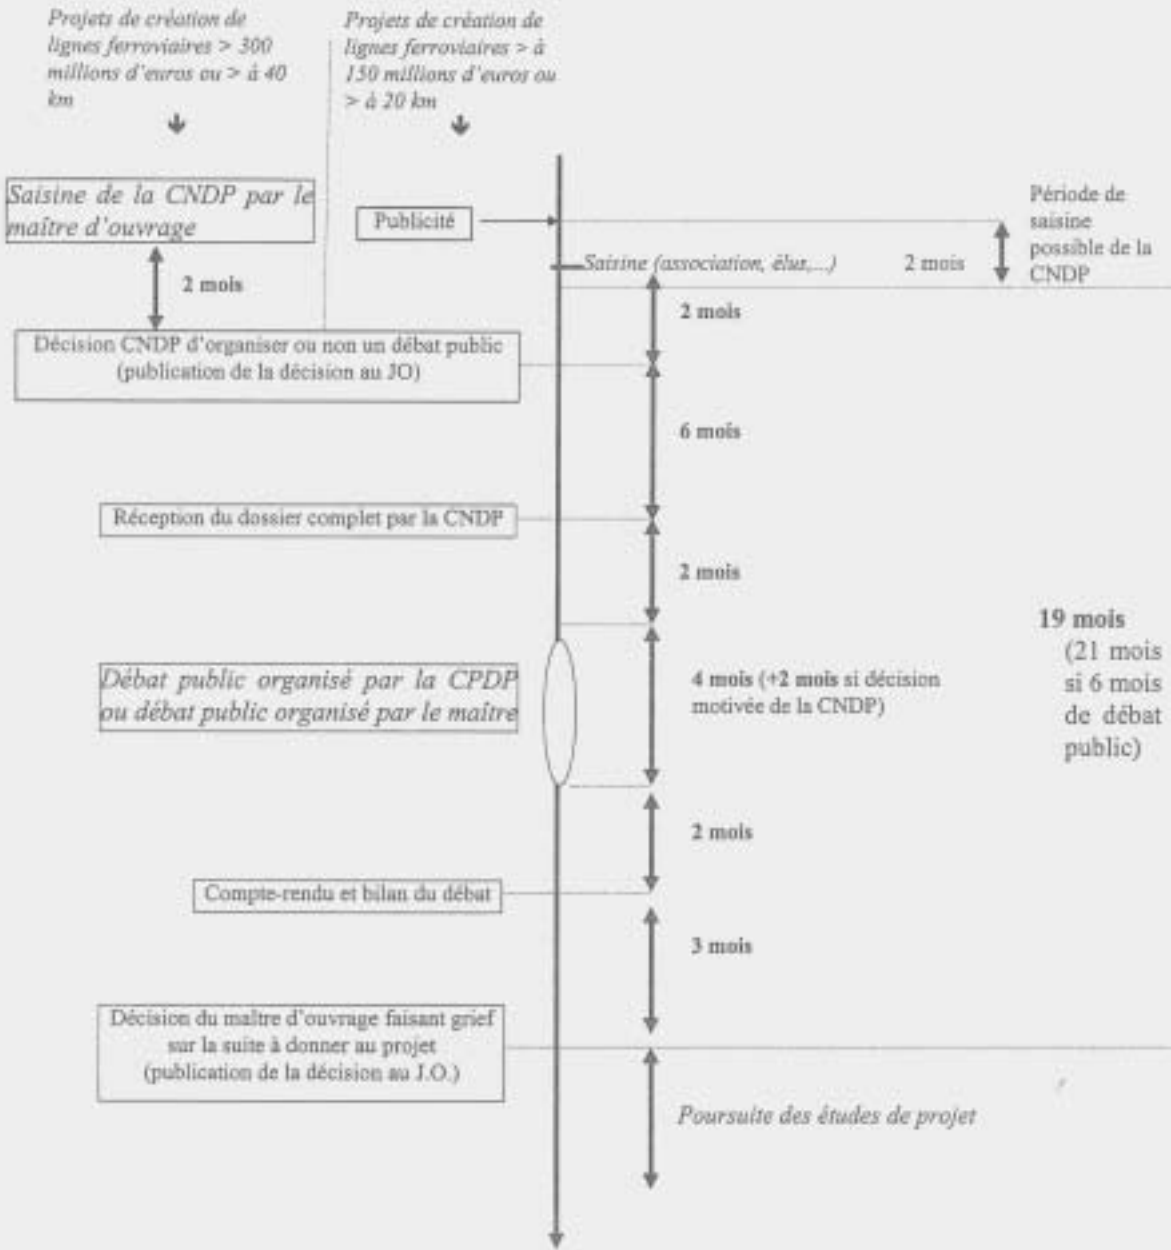 Projets de création de
lignes ferroviaires > 300
millions d'euros ou > à 40
km
Projets de création de
lignes ferroviaires > à
150 millions d'euros ou
> à 20 km
Saisine de la CNDP par le
maître d'ouvrage
Publicité
Période de
saisine
possible de la
CNDP
Saisine (association, élus,...)
2 mois
2 mois
2 mois
Décision CNDP d'organiser ou non un débat public
(publication de la décision au JO)
6 mois
Réception du dossier complet par la CNDP
2 mois
19 mois
(21 mois
si 6 mois
de débat
public)
Débat public organisé par la CPDP
ou débat public organisé par le maître
4 mois (+2 mois si décision
motivée de la CNDP)
2 mois
Compte-rendu et bilan du débat
3 mois
Décision du maître d'ouvrage faisant grief
sur la suite à donner au projet
(publication de la décision au J.O.)
Poursuite des études de projet